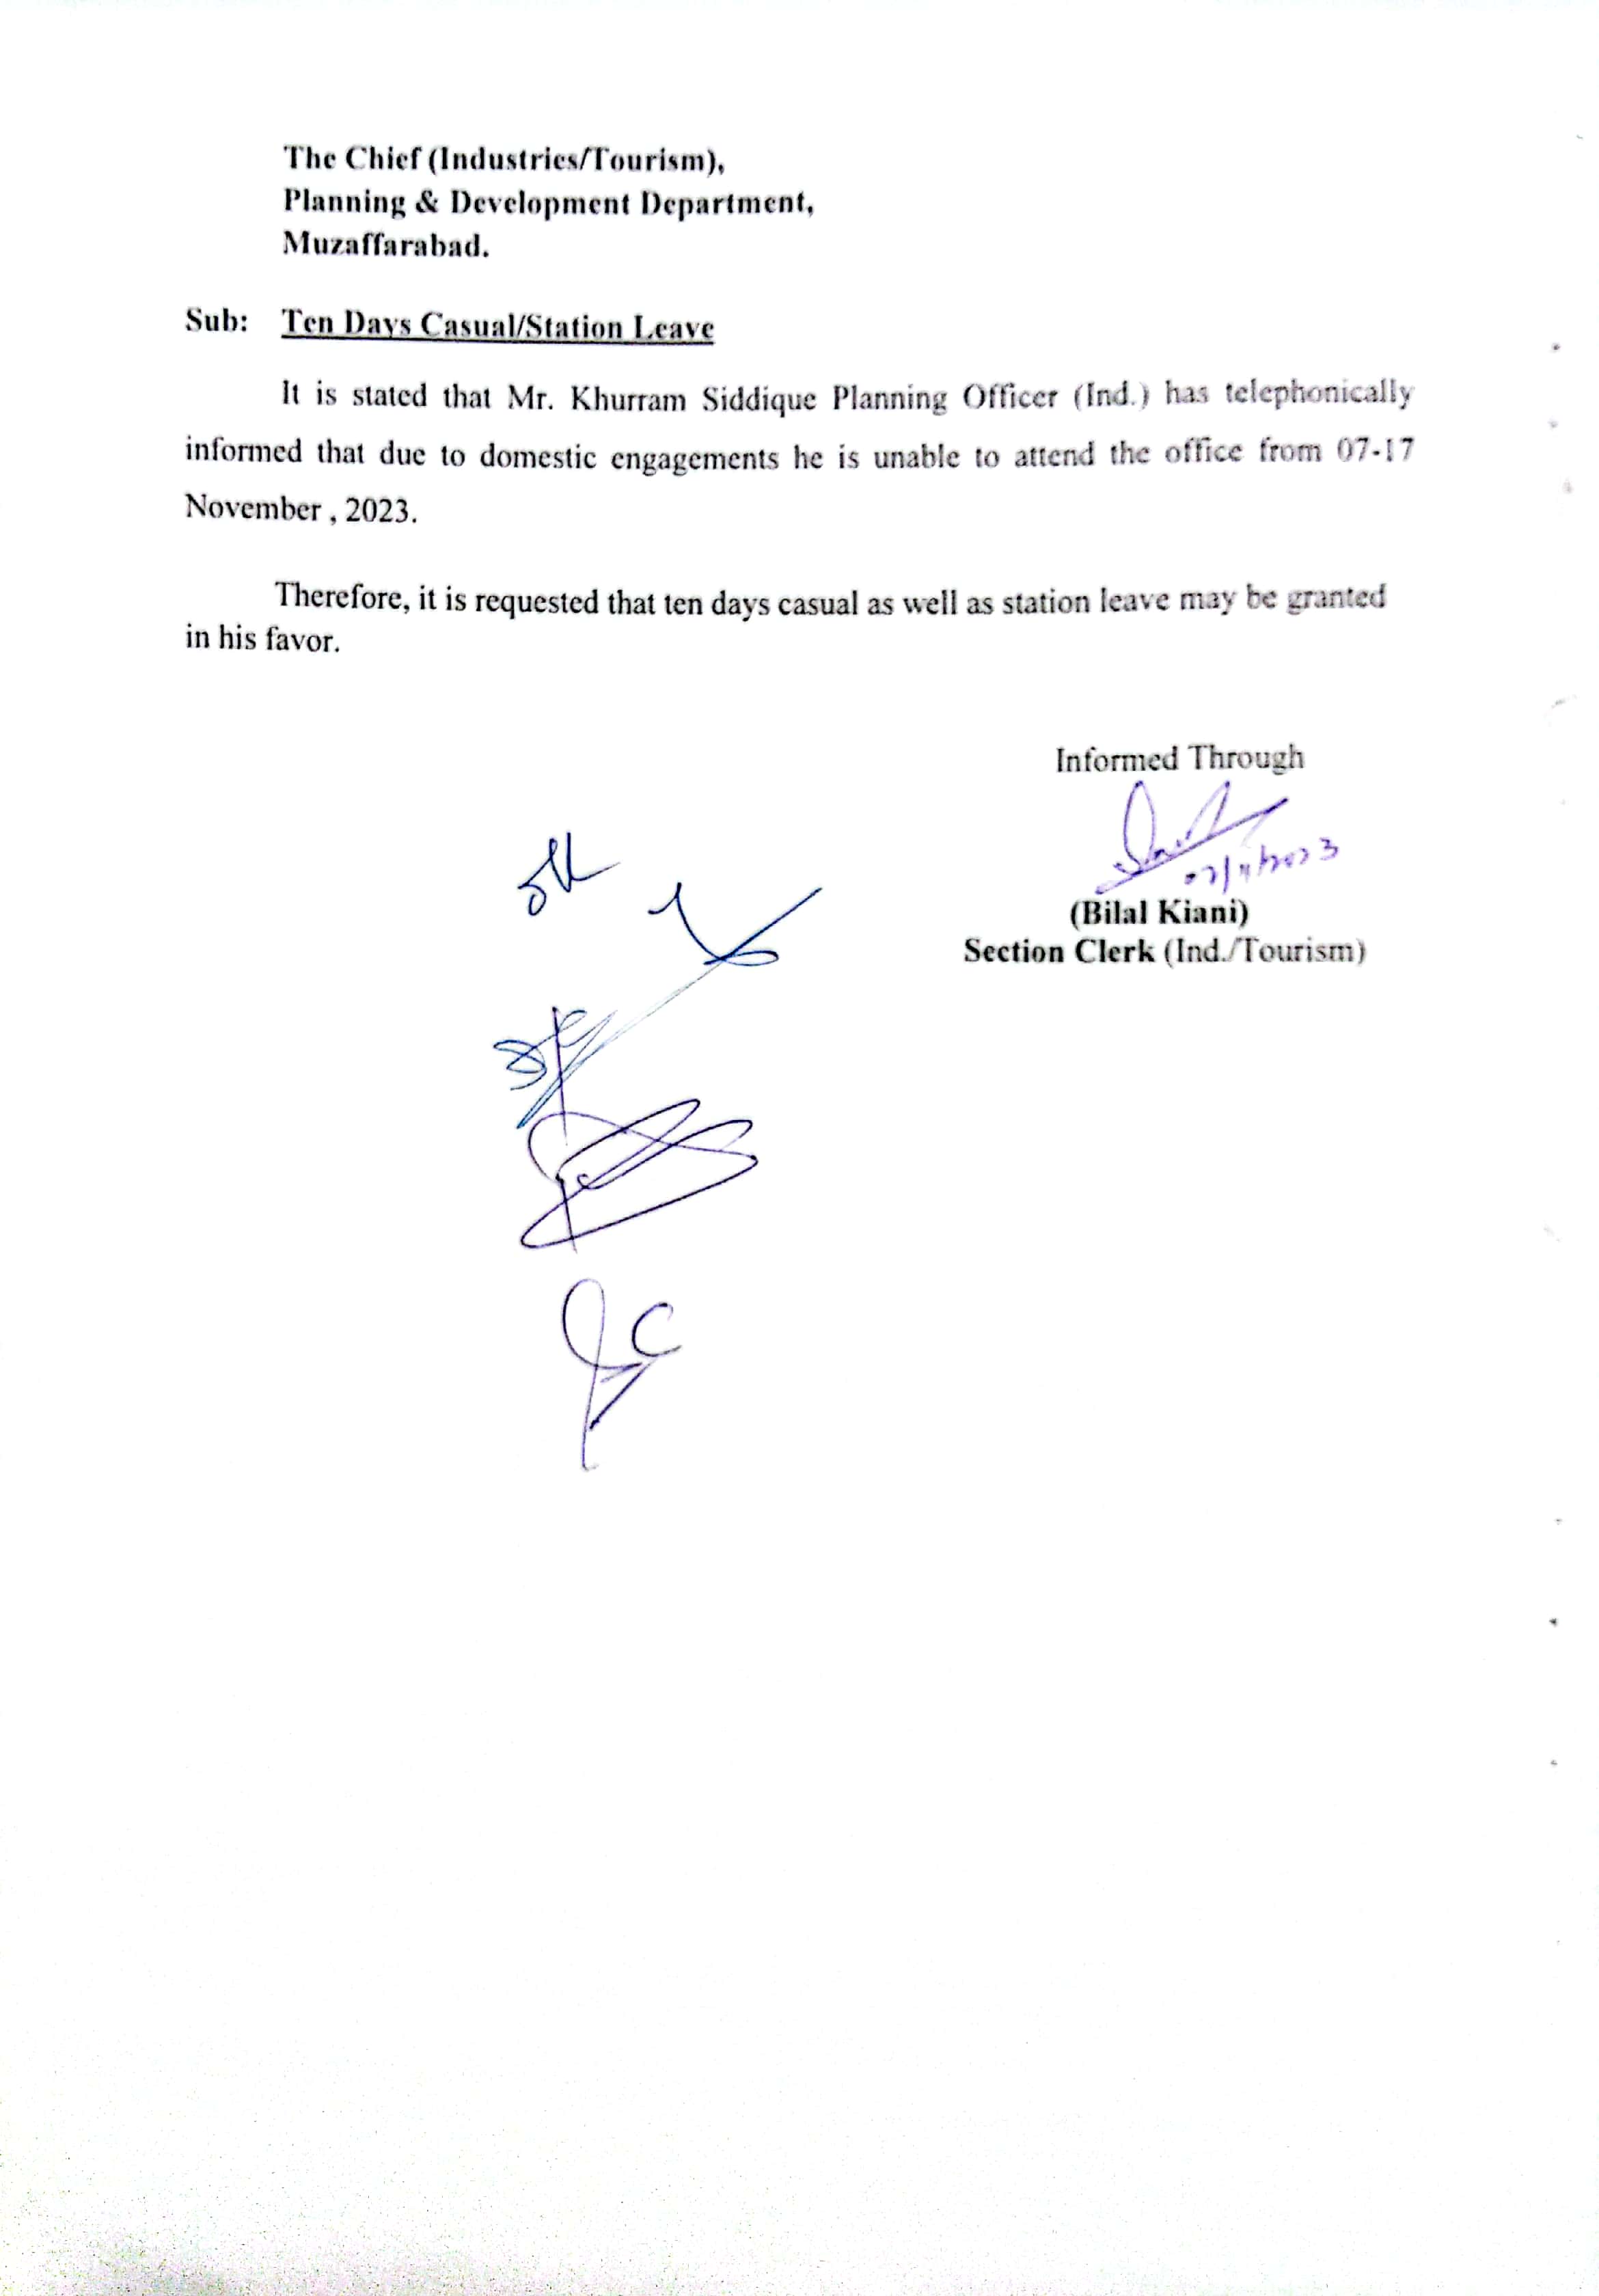 The Chief (Industries/Tourism),
Planning & Development Department,
Muzaffarabad.
Sub: Ten Days Casual/Station Leave
It is stated that Mr. Khurram Siddique Planning Officer (Ind.) has telephonically
informed that due to domestic engagements he is unable to attend the office from 07-17
November , 2023.
Therefore, it is requested that ten days casual as well as station leave may be granted
in his favor.
Informed Through
(Bilal Kiani)
Section Clerk (Ind./Tourism)